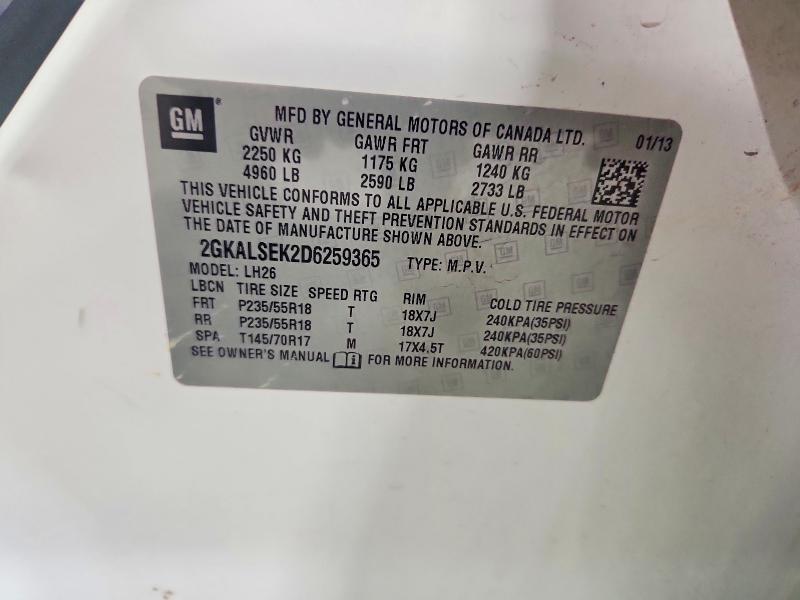 GM ®
MFD BY GENERAL MOTORS OF CANADA LTD. 01/13
GVWR GAWR FRT GAWR RR
2250 KG 1175 KG 1240 KG
4960 LB 2590 LB 2733 LB
THIS VEHICLE CONFORMS TO ALL APPLICABLE U.S. FEDERAL MOTOR
VEHICLE SAFETY AND THEFT PREVENTION STANDARDS IN EFFECT ON
THE DATE OF MANUFACTURE SHOWN ABOVE.
2GKALSEK2D6259365 TYPE: M.P.V.
MODEL: LH26
LBCN TIRE SIZE SPEED RTG RIM COLD TIRE PRESSURE
FRT P235/55R18 T 18X7J 240KPA(35PSI)
RR P235/55R18 T 18X7J 240KPA(35PSI)
SPA T145/70R17 M 17X4.5T 420KPA(60PSI)
SEE OWNER'S MANUAL FOR MORE INFORMATION.